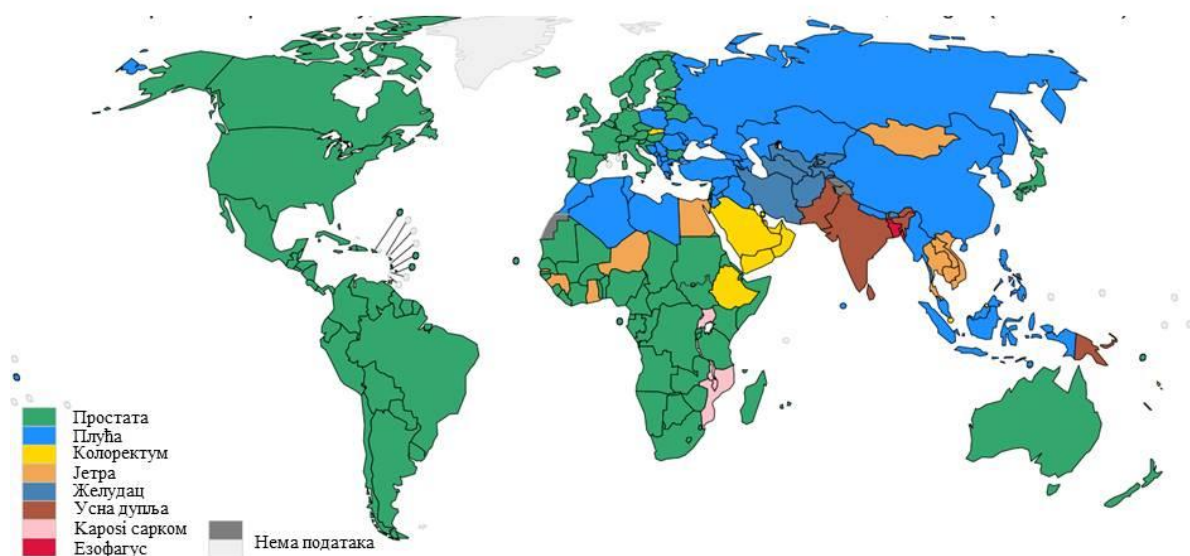 Простата
Плућа
Колоректум
Јетра
Желудац
Усна дупља
Kaposi сарком
Езофагус
Нема података